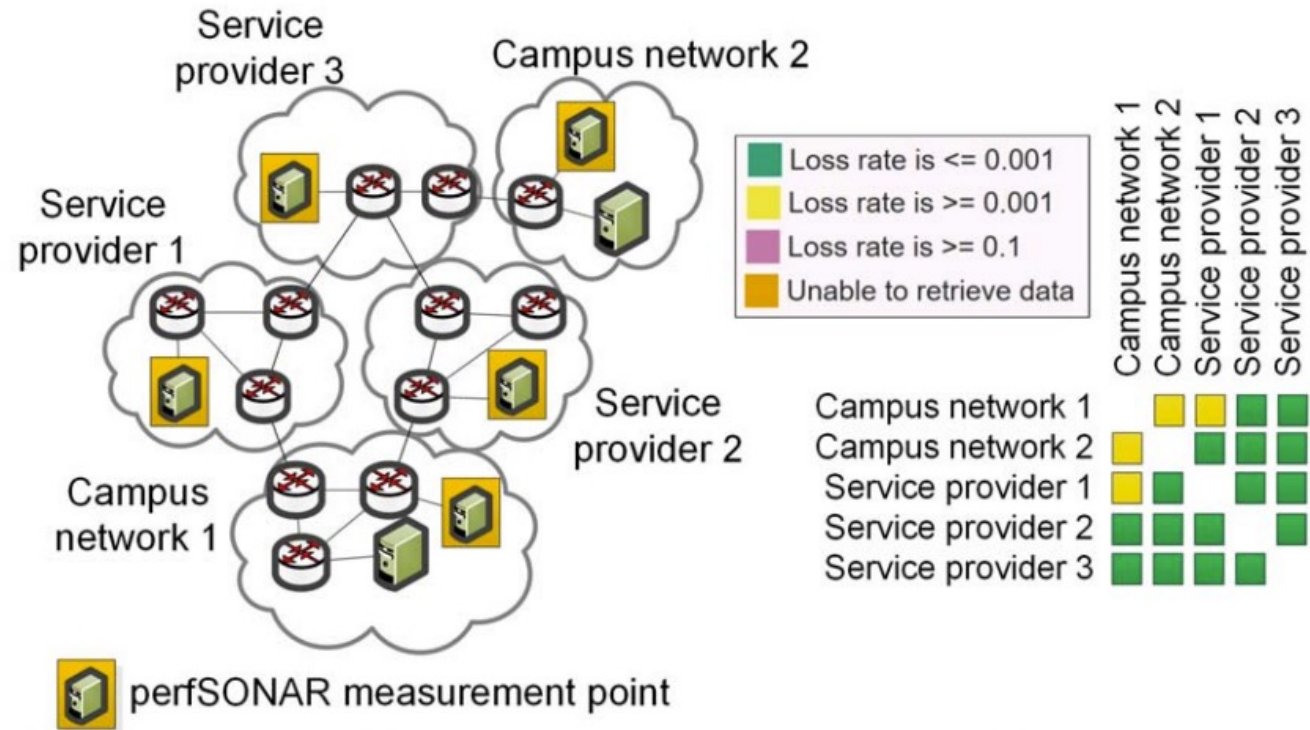 Service
provider 3
Campus network 2
Service
provider 1
Loss rate is <= 0.001
Loss rate is >= 0.001
Loss rate is >= 0.1
Unable to retrieve data
Campus network 1
Campus network 2
Service provider 1
Service provider 2
Service provider 3
Service
provider 2
Campus
network 1
Campus network 1
Campus network 2
Service provider 1
Service provider 2
Service provider 3
perfSONAR measurement point